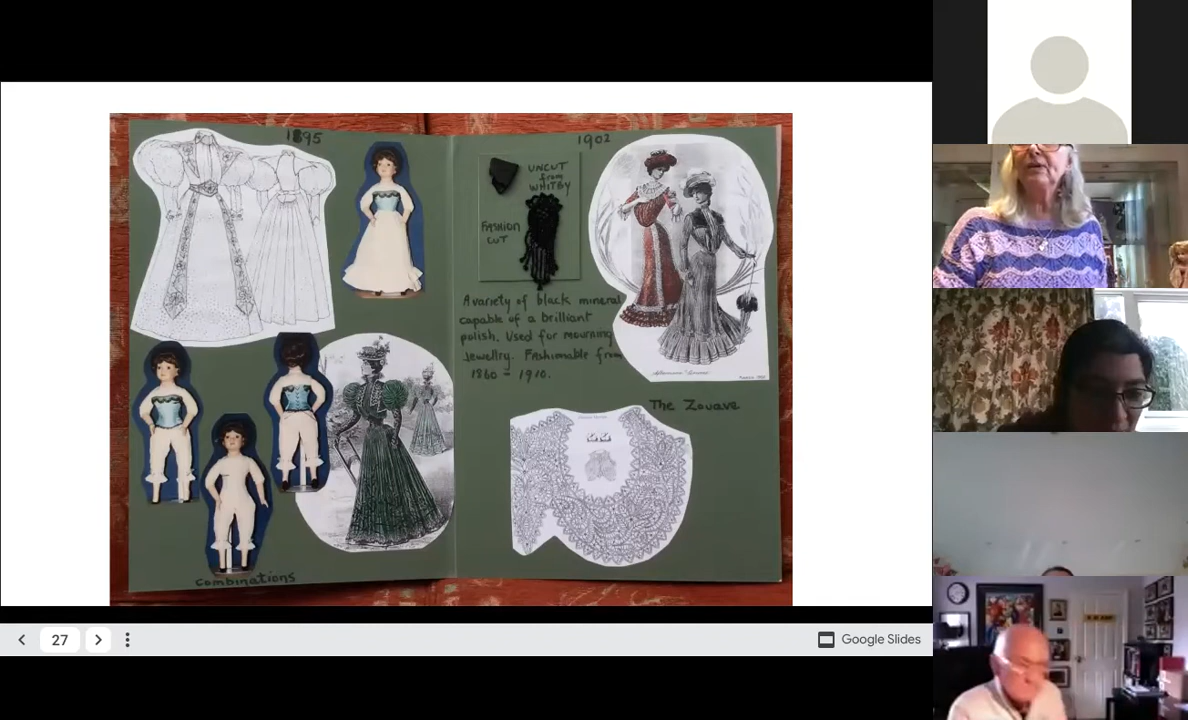 1895
Combinations
1902
UNCUT
from
WHITBY
FASHION
CUT
A variety of black mineral
capable of a brilliant
polish. Used for mourning
Jewellry. Fashionable from
1860 - 1910.
The Zouave
27
Google Slides